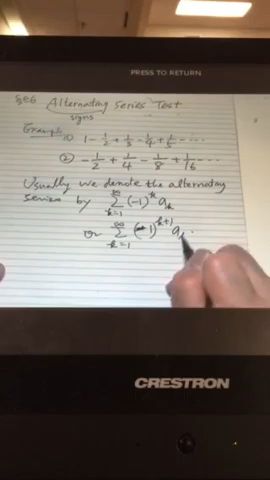 PRESS TO RETURN
§6 Alternating Series Test
signs
Example ① 1 - 1/2 + 1/3 - 1/4 + 1/5 - ....
② - 1/2 + 1/4 - 1/8 + 1/16 - ...
Usually we denote the alternating
series by ∞∑k=1 (-1)^k a_k
or ∞∑k=1 (-1)^(k+1) a
CRESTRON